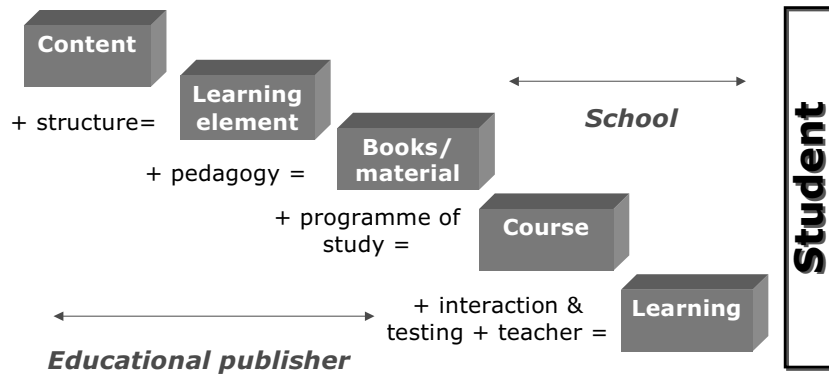 Content
+ structure=
Learning
element
+ pedagogy =
Books/
material
+ programme of
study =
Course
+ interaction &
testing + teacher =
Learning
School
Educational publisher
Student